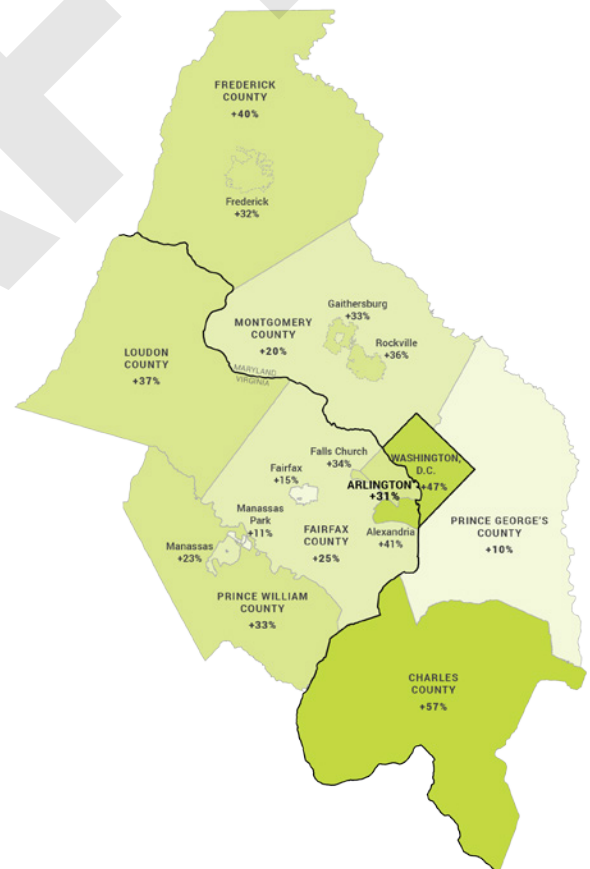 FREDERICK
COUNTY
+40%
Frederick
+32%
Gaithersburg
+33%
MONTGOMERY
COUNTY
+20%
Rockville
+36%
LOUDON
COUNTY
+37%
MARYLAND
VIRGINIA
Falls Church
+34%
WASHINGTON,
D.C.
+47%
Fairfax
+15%
ARLINGTON
+31%
Manassas
Park
+11%
PRINCE GEORGE'S
COUNTY
+10%
FAIRFAX
COUNTY
+25%
Alexandria
+41%
Manassas
+23%
PRINCE WILLIAM
COUNTY
+33%
CHARLES
COUNTY
+57%